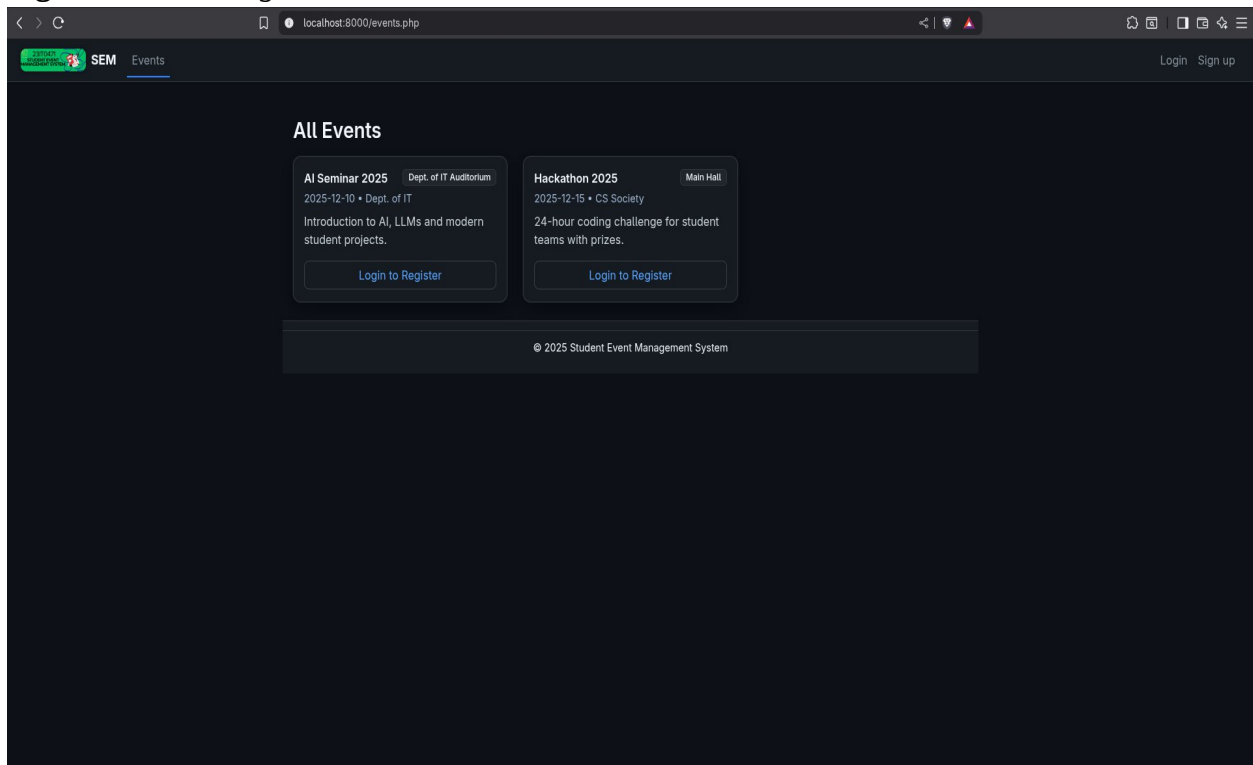 localhost:8000/events.php
SEM Events
Login Sign up
All Events
AI Seminar 2025 Dept. of IT Auditorium
2025-12-10 • Dept. of IT
Introduction to AI, LLMs and modern
student projects.
Login to Register
Hackathon 2025 Main Hall
2025-12-15 • CS Society
24-hour coding challenge for student
teams with prizes.
Login to Register
© 2025 Student Event Management System